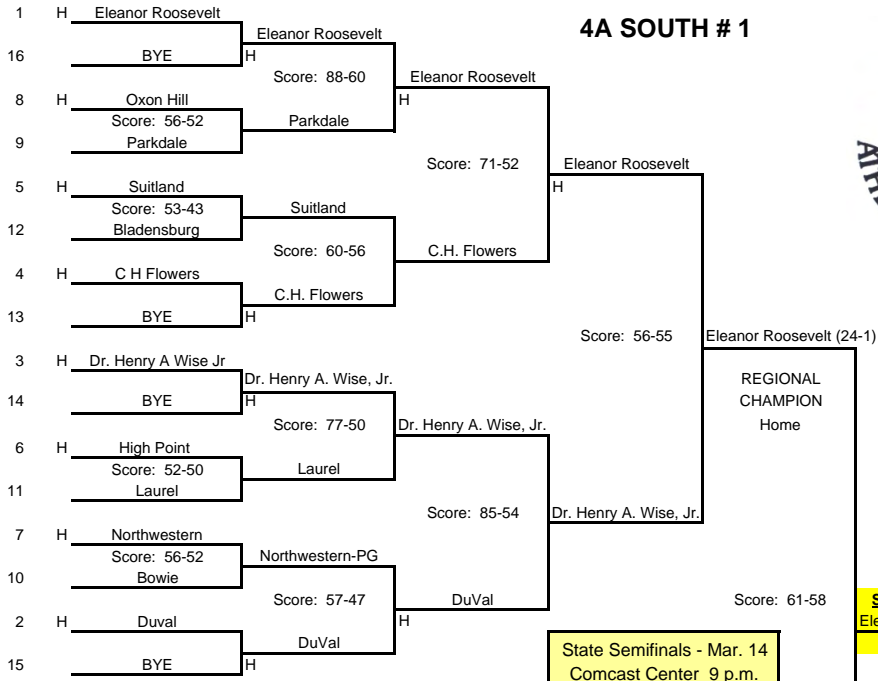 4A SOUTH # 1
1 H Eleanor Roosevelt
Eleanor Roosevelt
16 BYE H
Score: 88-60 Eleanor Roosevelt
8 H Oxon Hill H
Score: 56-52 Parkdale
9 Parkdale
Score: 71-52 Eleanor Roosevelt
5 H Suitland H
Score: 53-43 Suitland
12 Bladensburg
Score: 60-56 C.H. Flowers
4 H C H Flowers
C.H. Flowers
13 BYE H
Score: 56-55 Eleanor Roosevelt (24-1)
3 H Dr. Henry A Wise Jr
Dr. Henry A. Wise, Jr. REGIONAL
14 BYE H CHAMPION
Score: 77-50 Dr. Henry A. Wise, Jr. Home
6 H High Point
Score: 52-50 Laurel
11 Laurel
Score: 85-54 Dr. Henry A. Wise, Jr.
7 H Northwestern
Score: 56-52 Northwestern-PG
10 Bowie
Score: 57-47 DuVal Score: 61-58
2 H Duval H
DuVal
15 BYE H
State Semifinals - Mar. 14
Comcast Center 9 p.m.